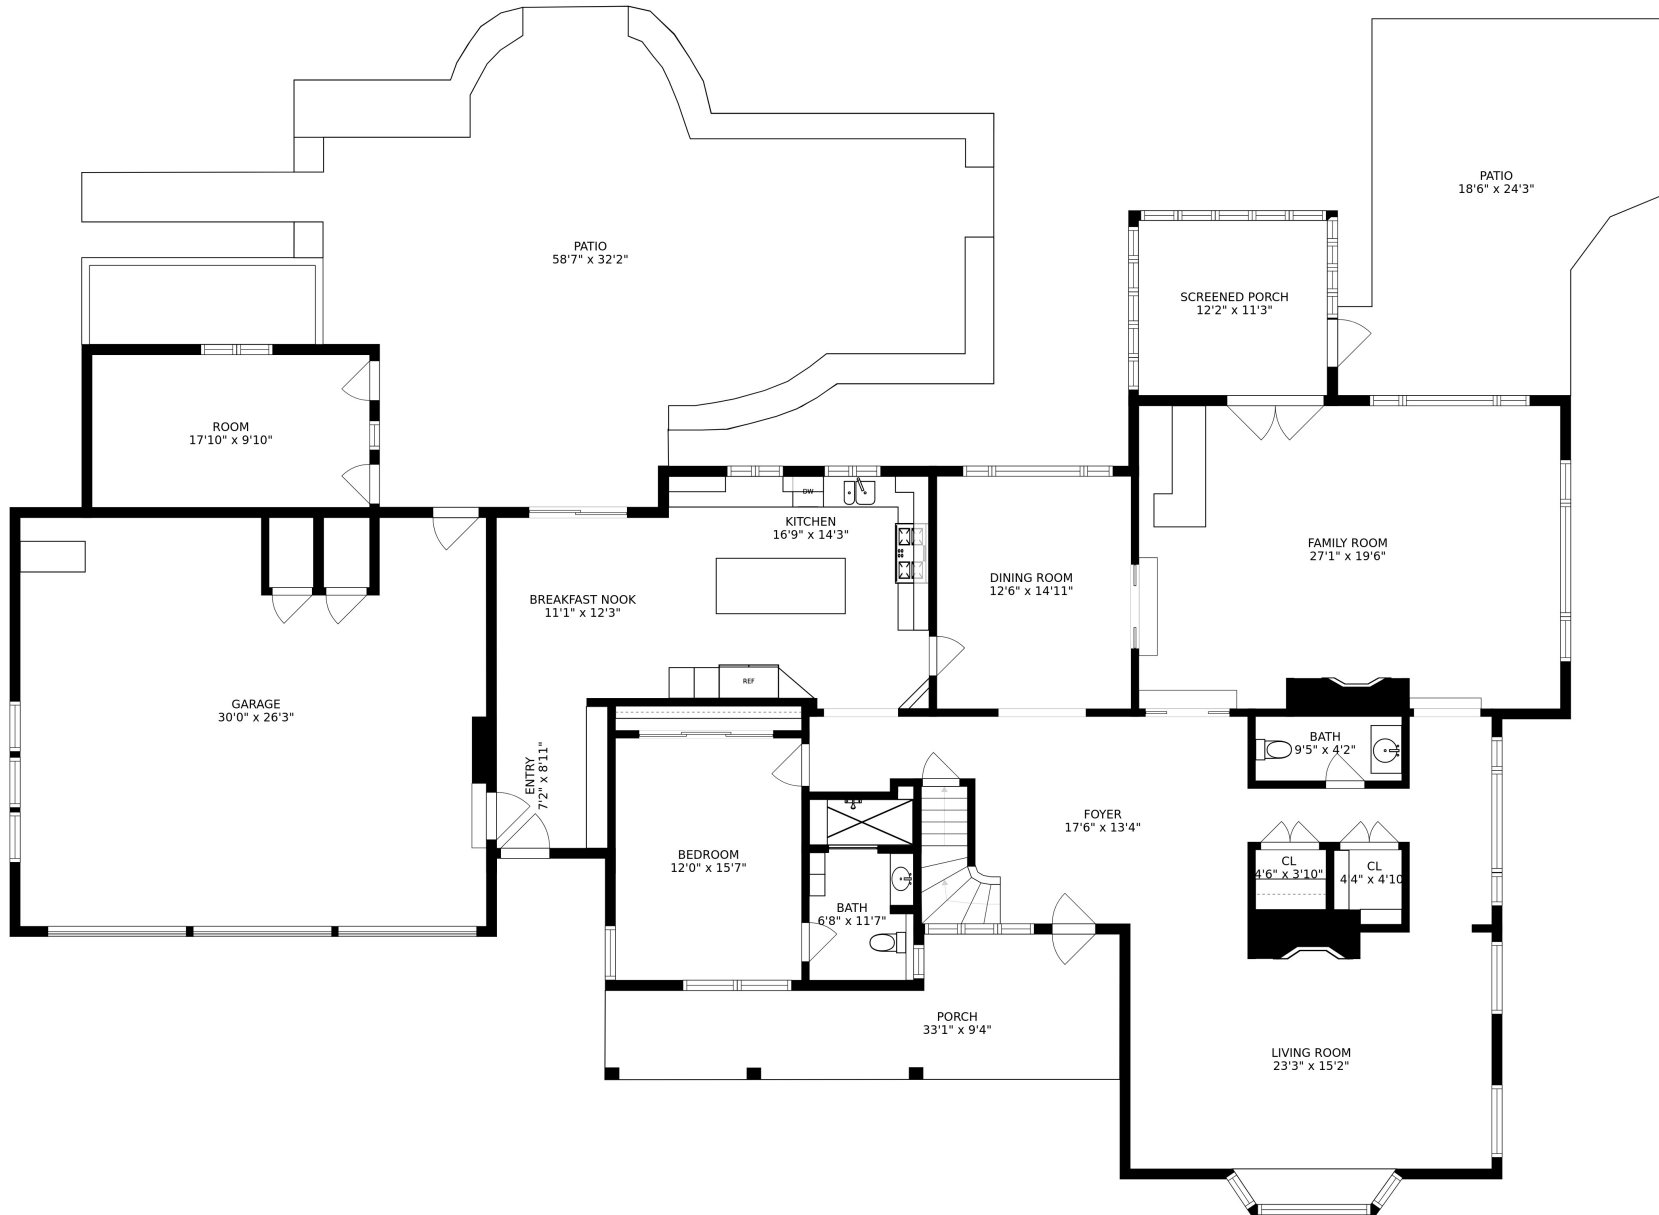 PATIO
18'6" x 24'3"
PATIO
58'7" x 32'2"
SCREENED PORCH
12'2" x 11'3"
ROOM
17'10" x 9'10"
DW
KITCHEN
16'9" x 14'3"
FAMILY ROOM
27'1" x 19'6"
DINING ROOM
12'6" x 14'11"
BREAKFAST NOOK
11'1" x 12'3"
REF
GARAGE
30'0" x 26'3"
BATH
9'5" x 4'2"
ENTRY
7'2" x 8'11"
FOYER
17'6" x 13'4"
BEDROOM
12'0" x 15'7"
CL
4'6" x 3'10"
CL
4'4" x 4'10
BATH
6'8" x 11'7"
PORCH
33'1" x 9'4"
LIVING ROOM
23'3" x 15'2"